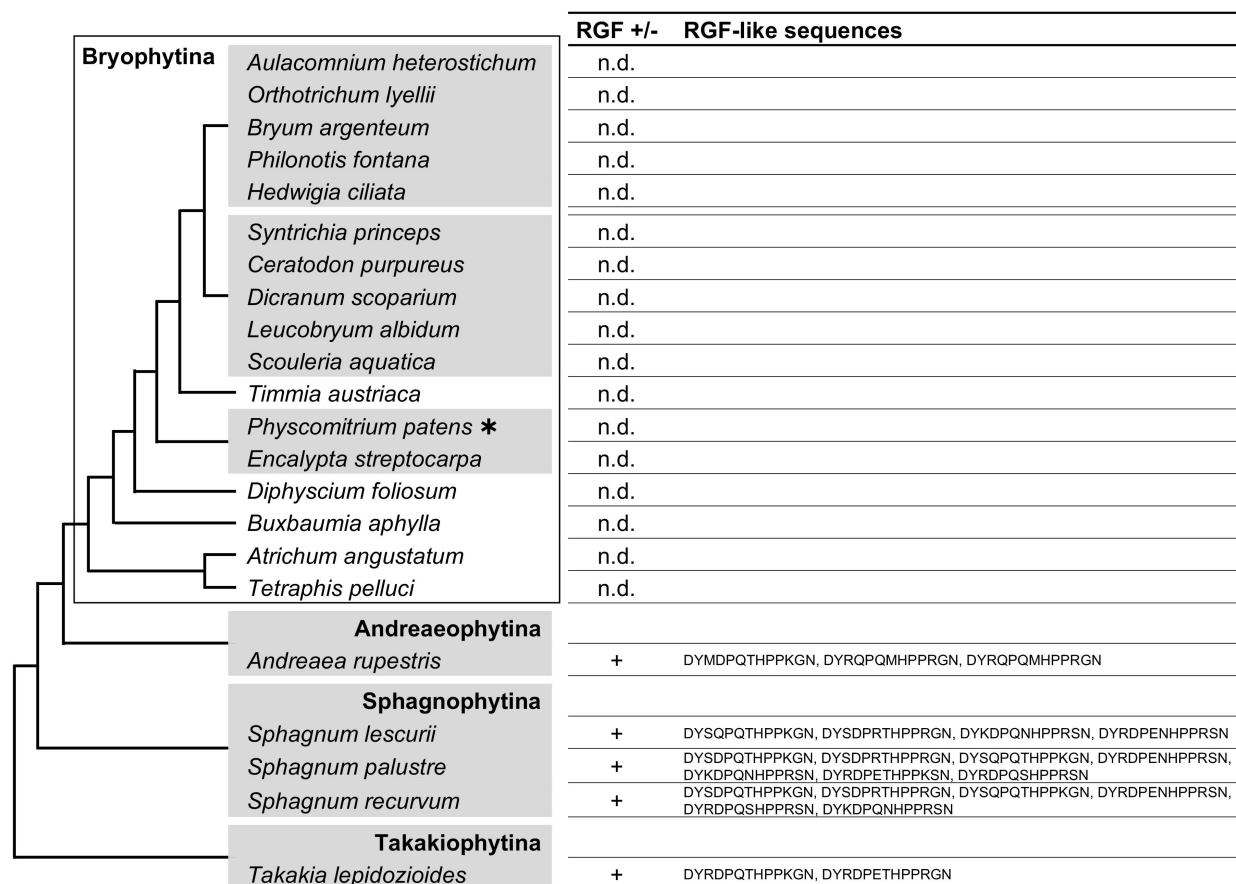 RGF +/- RGF-like sequences
Bryophytina Aulacomnium heterostichum n.d.
Orthotrichum lyellii n.d.
Bryum argenteum n.d.
Philonotis fontana n.d.
Hedwigia ciliata n.d.
Syntrichia princeps n.d.
Ceratodon purpureus n.d.
Dicranum scoparium n.d.
Leucobryum albidum n.d.
Scouleria aquatica n.d.
Timmia austriaca n.d.
Physcomitrium patens * n.d.
Encalypta streptocarpa n.d.
Diphyscium foliosum n.d.
Buxbaumia aphylla n.d.
Atrichum angustatum n.d.
Tetraphis pelluci n.d.
Andreaeophytina
Andreaea rupestris + DYMDPQTHPPKGN, DYRQPQMHPPRGN, DYRQPQMHPPRGN
Sphagnophytina
Sphagnum lescurii + DYSQPQTHPPKGN, DYSDPRTHPPRGN, DYKDPQNHPPRSN, DYRDPENHPPRSN
Sphagnum palustre + DYSDPQTHPPKGN, DYSDPRTHPPRGN, DYSQPQTHPPKGN, DYRDPENHPPRSN,
DYKDPQNHPPRSN, DYRDPETHPPKSN, DYRDPQSHPPRSN
Sphagnum recurvum + DYSDPQTHPPKGN, DYSDPRTHPPRGN, DYSQPQTHPPKGN, DYRDPENHPPRSN,
DYRDPQSHPPRSN, DYKDPQNHPPRSN
Takakiophytina
Takakia lepidozioides + DYRDPQTHPPKGN, DYRDPETHPPRGN